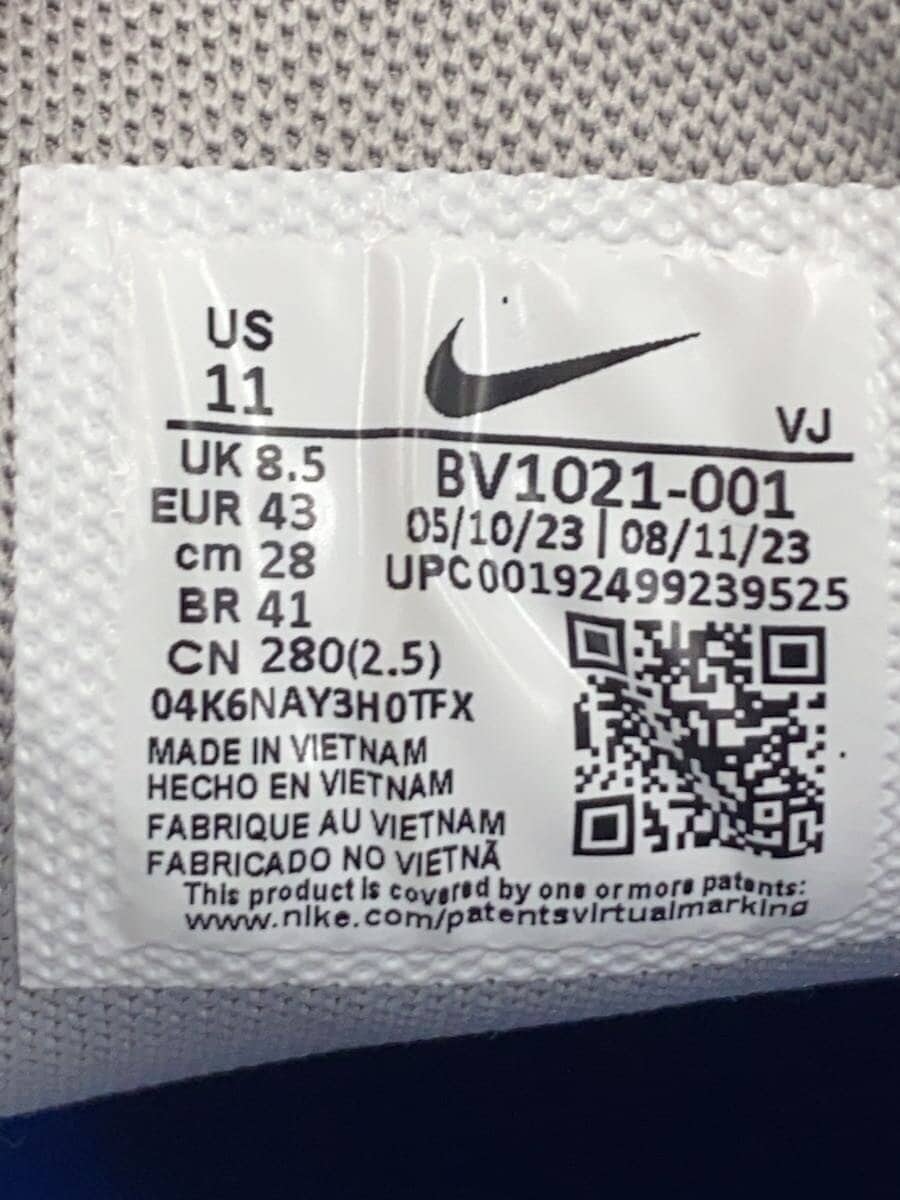 US
11
VJ
UK 8.5
EUR 43
cm 28
BR 41
CN 280(2.5)
BV1021-001
05/10/23 | 08/11/23
UPC00192499239525
04K6NAY3H0TFX
MADE IN VIETNAM
HECHO EN VIETNAM
FABRIQUE AU VIETNAM
FABRICADO NO VIETNÃ
This product is covered by one or more patents:
www.nike.com/patentsvirtualmarking